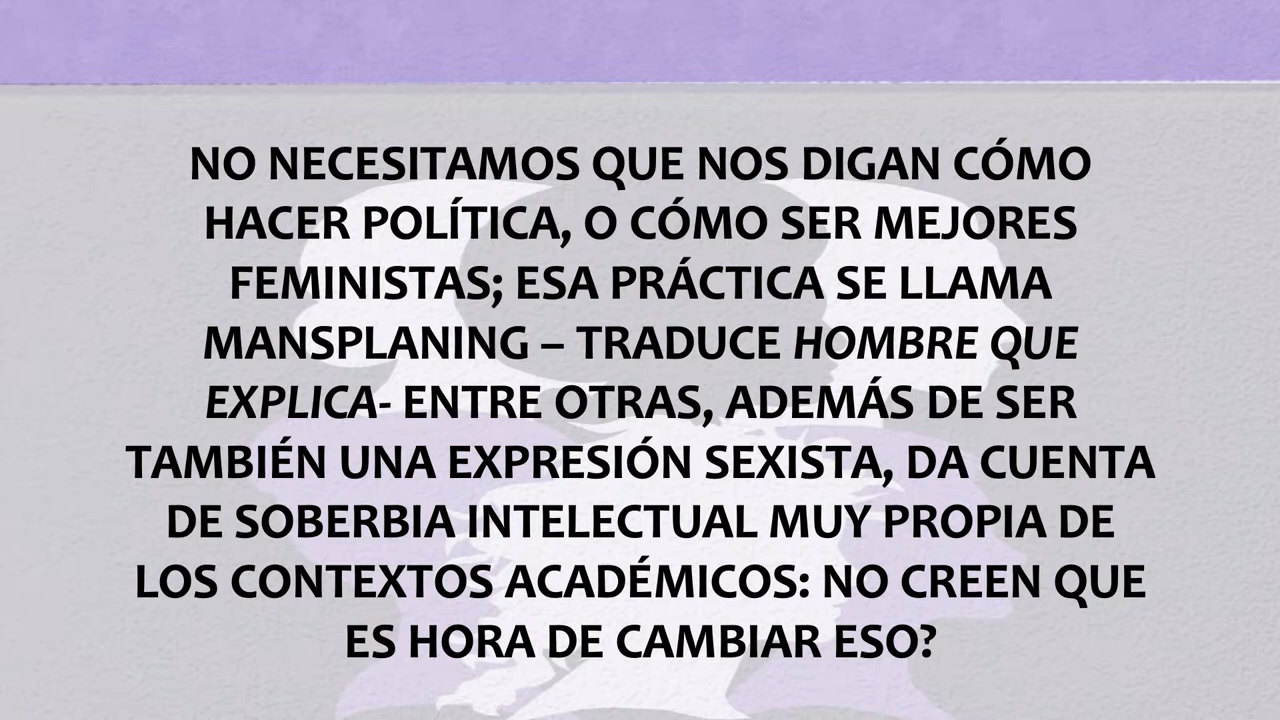 NO NECESITAMOS QUE NOS DIGAN CÓMO
HACER POLÍTICA, O CÓMO SER MEJORES
FEMINISTAS; ESA PRÁCTICA SE LLAMA
MANSPLANING – TRADUCE HOMBRE QUE
EXPLICA- ENTRE OTRAS, ADEMÁS DE SER
TAMBIÉN UNA EXPRESIÓN SEXISTA, DA CUENTA
DE SOBERBIA INTELECTUAL MUY PROPIA DE
LOS CONTEXTOS ACADÉMICOS: NO CREEN QUE
ES HORA DE CAMBIAR ESO?